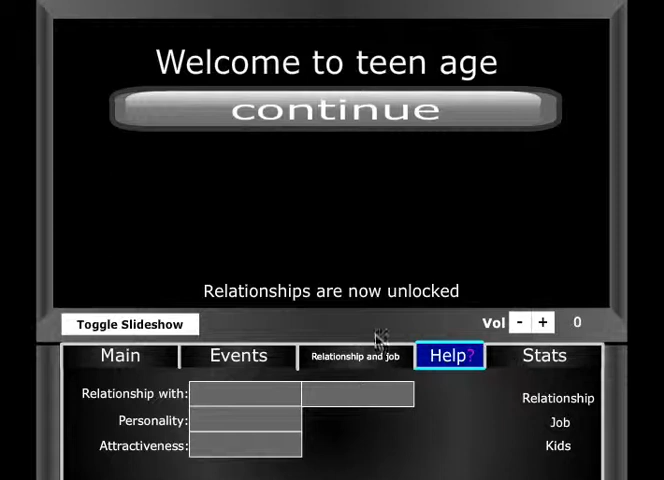 Welcome to teen age
continue
Relationships are now unlocked
Toggle Slideshow
Vol - + 0
Main Events Relationship and job Help? Stats
Relationship with:
Relationship
Personality:
Job
Attractiveness:
Kids